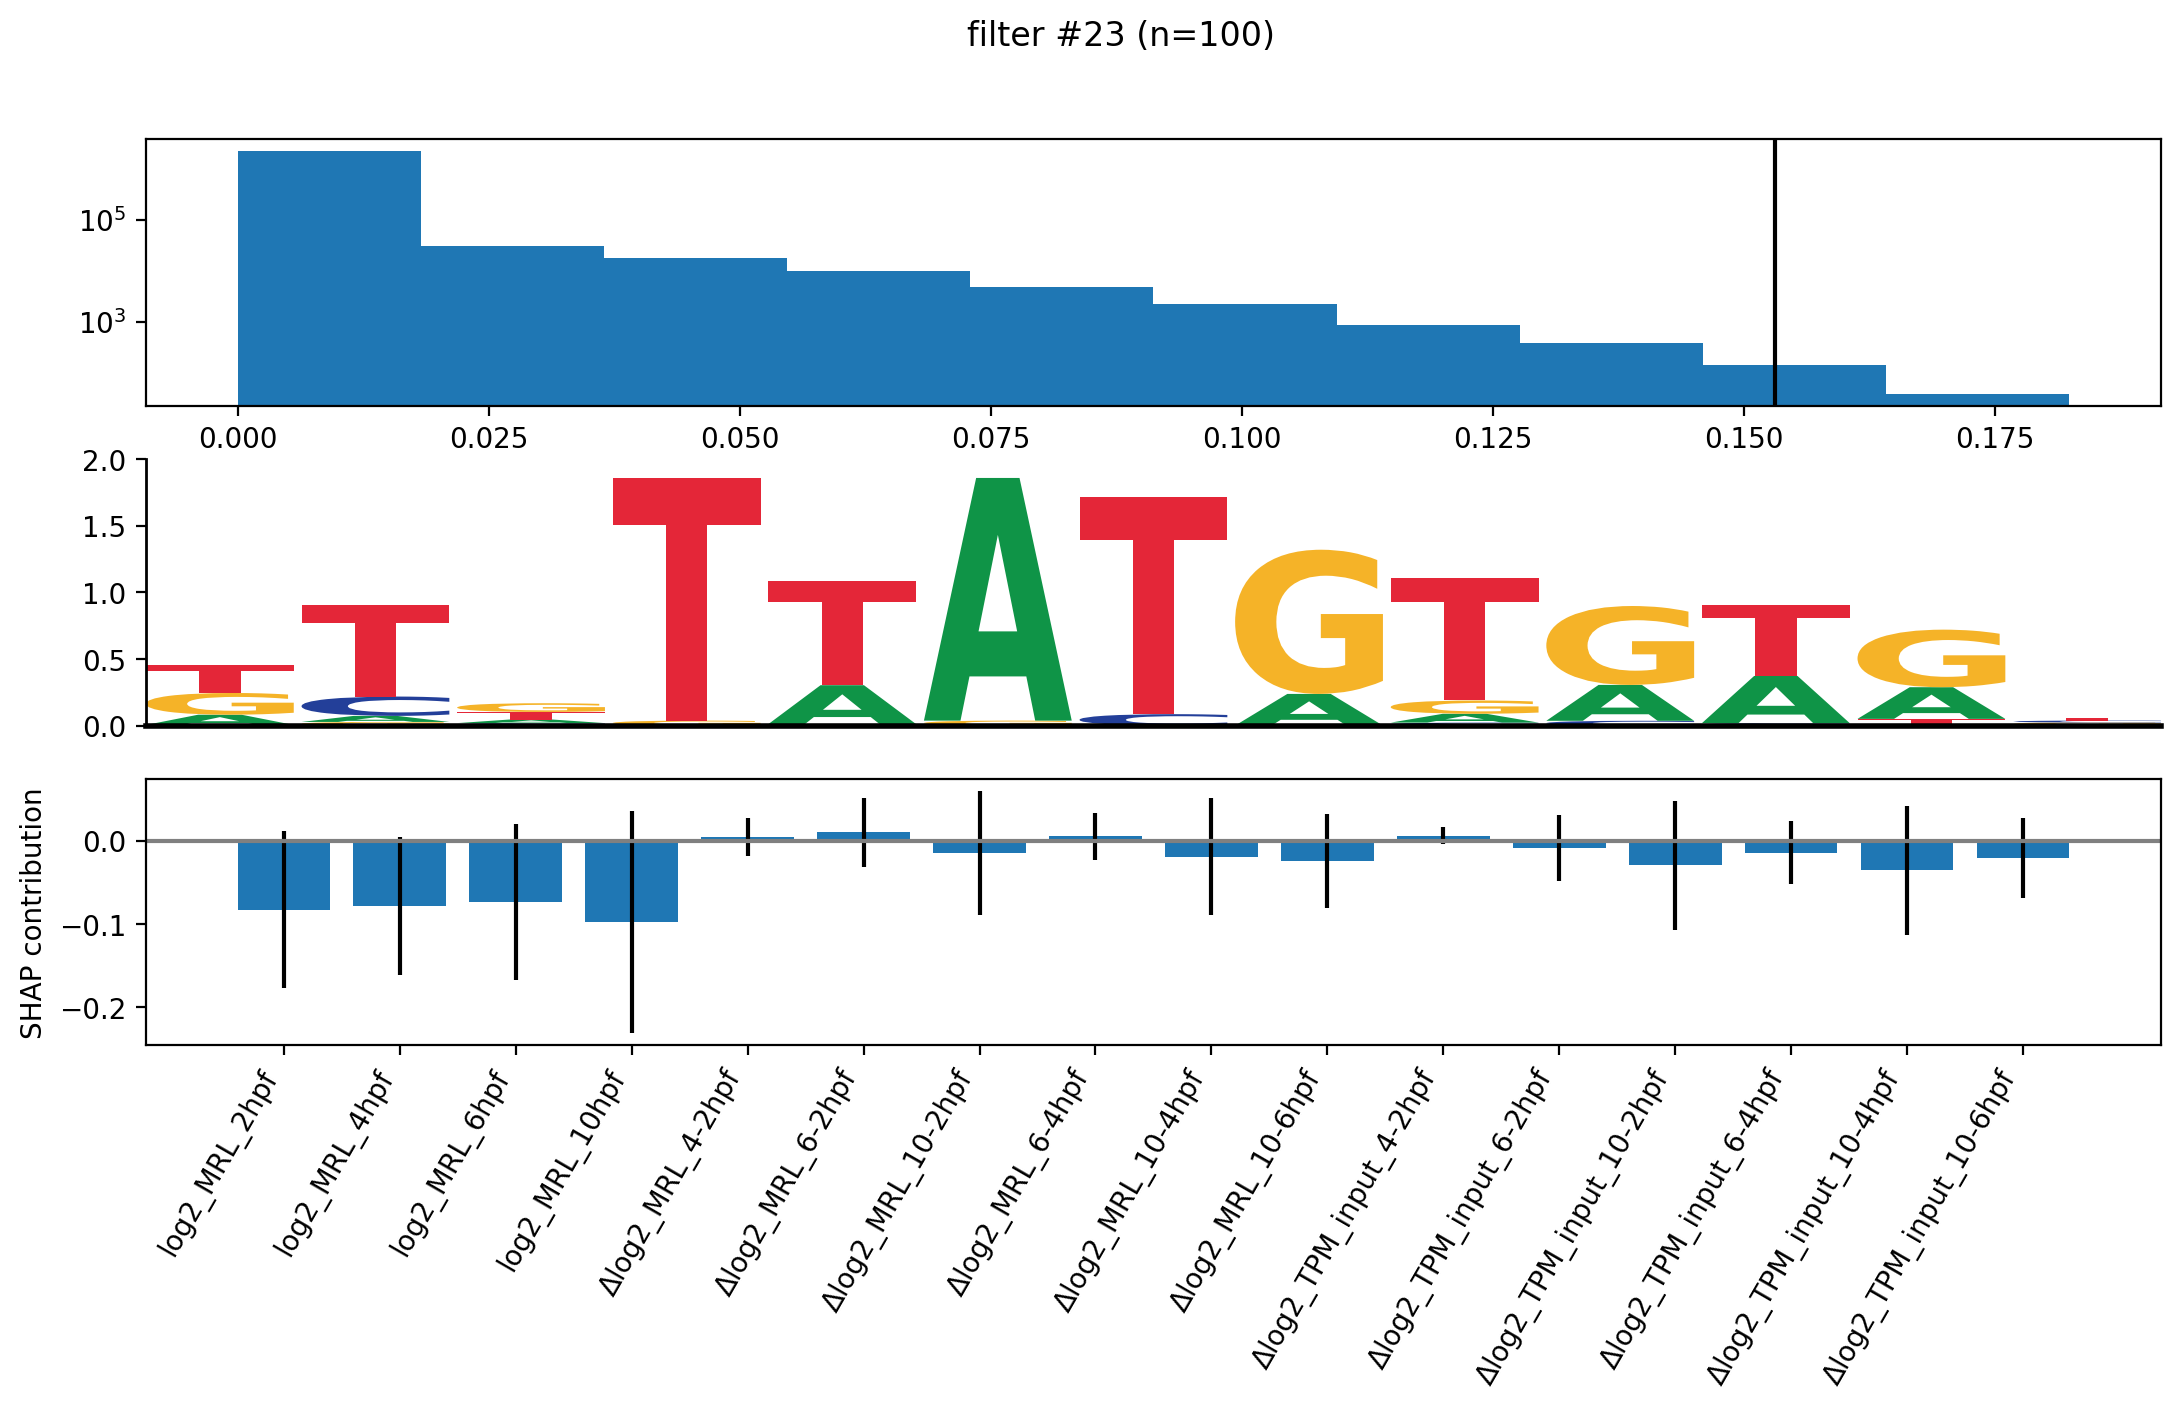 filter #23 (n=100)
10^5
10^3
0.000 0.025 0.050 0.075 0.100 0.125 0.150 0.175
2.0
1.5
1.0
0.5
0.0
T T G T T A T G T G T G
SHAP contribution
0.0
−0.1
−0.2
log2_MRL_2hpf
log2_MRL_4hpf
log2_MRL_6hpf
log2_MRL_10hpf
Δlog2_MRL_4-2hpf
Δlog2_MRL_6-2hpf
Δlog2_MRL_10-2hpf
Δlog2_MRL_6-4hpf
Δlog2_MRL_10-4hpf
Δlog2_MRL_10-6hpf
Δlog2_TPM_input_4-2hpf
Δlog2_TPM_input_6-2hpf
Δlog2_TPM_input_10-2hpf
Δlog2_TPM_input_6-4hpf
Δlog2_TPM_input_10-4hpf
Δlog2_TPM_input_10-6hpf